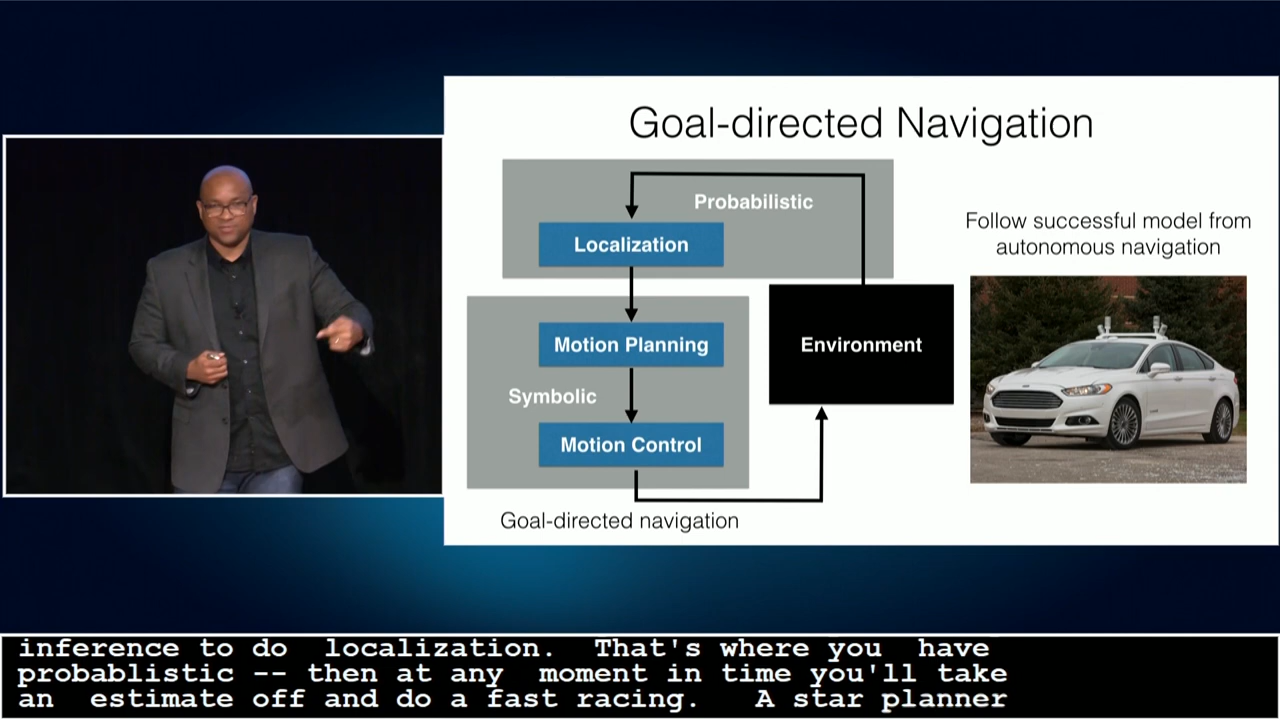 Goal-directed Navigation
Probabilistic
Localization
Motion Planning
Symbolic
Motion Control
Environment
Goal-directed navigation
Follow successful model from
autonomous navigation
inference to do  localization.  That's where you  have
probablistic -- then at any  moment in time you'll take
an  estimate off and do a fast racing.   A star planner